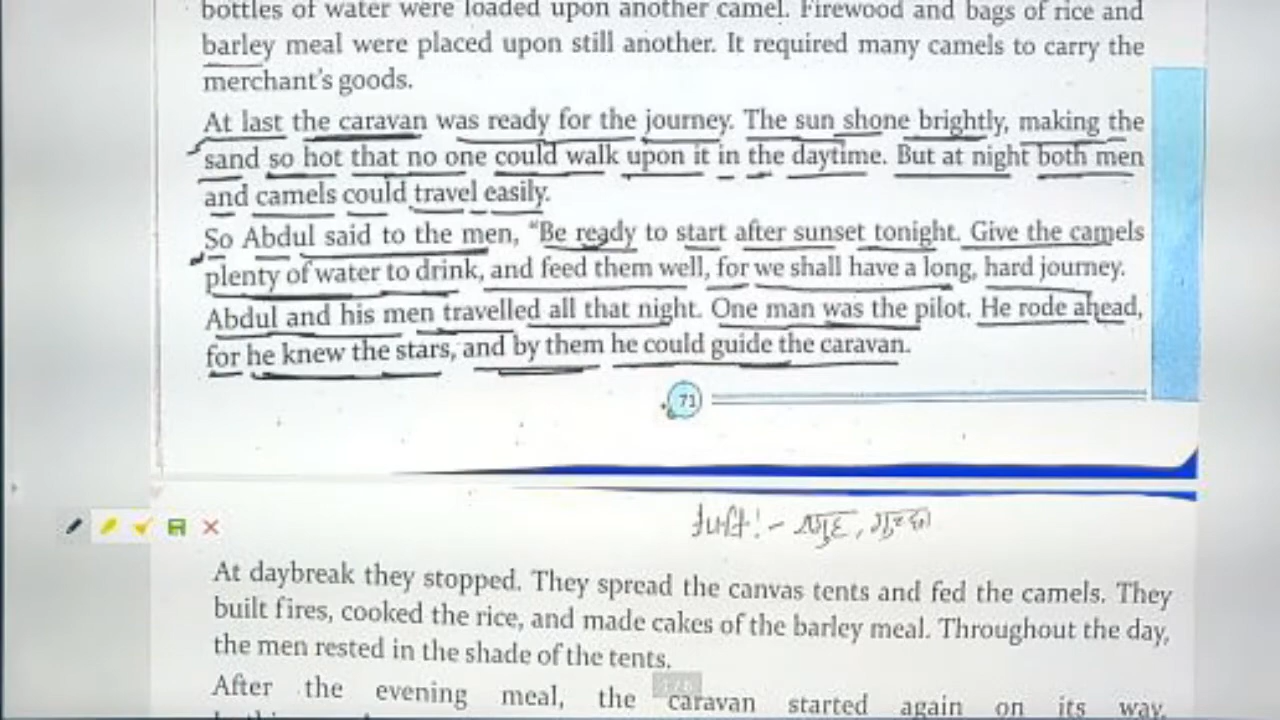 bottles of water were loaded upon another camel. Firewood and bags of rice and
barley meal were placed upon still another. It required many camels to carry the
merchant's goods.
At last the caravan was ready for the journey. The sun shone brightly, making the
sand so hot that no one could walk upon it in the daytime. But at night both men
and camels could travel easily.
So Abdul said to the men, "Be ready to start after sunset tonight. Give the camels
plenty of water to drink, and feed them well, for we shall have a long, hard journey.
Abdul and his men travelled all that night. One man was the pilot. He rode ahead,
for he knew the stars, and by them he could guide the caravan.
71
At daybreak they stopped. They spread the canvas tents and fed the camels. They
built fires, cooked the rice, and made cakes of the barley meal. Throughout the day,
the men rested in the shade of the tents.
After the evening meal, the caravan started again on its way.